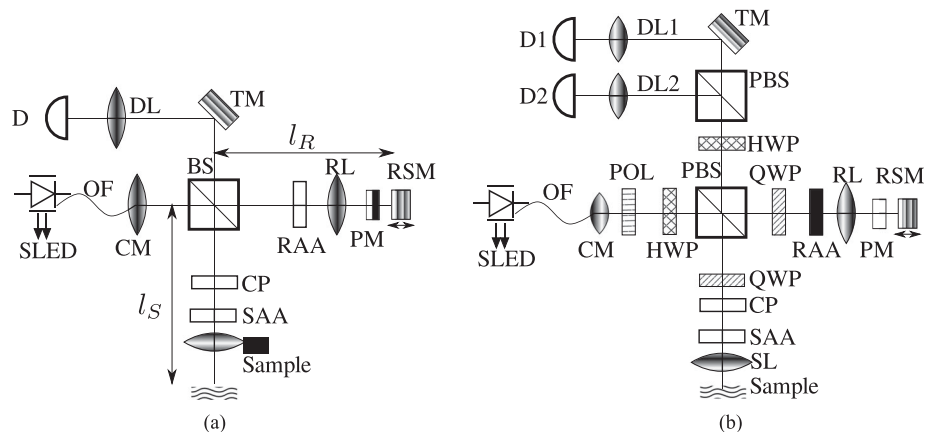 TM
D
DL
l_R
BS
RL
RSM
OF
SLED
CM
RAA
PM
CP
l_S
SAA
Sample
(a)
TM
D1
DL1
PBS
D2
DL2
HWP
PBS
POL
QWP
RL
RSM
OF
SLED
CM
HWP
RAA
PM
QWP
CP
SAA
SL
Sample
(b)